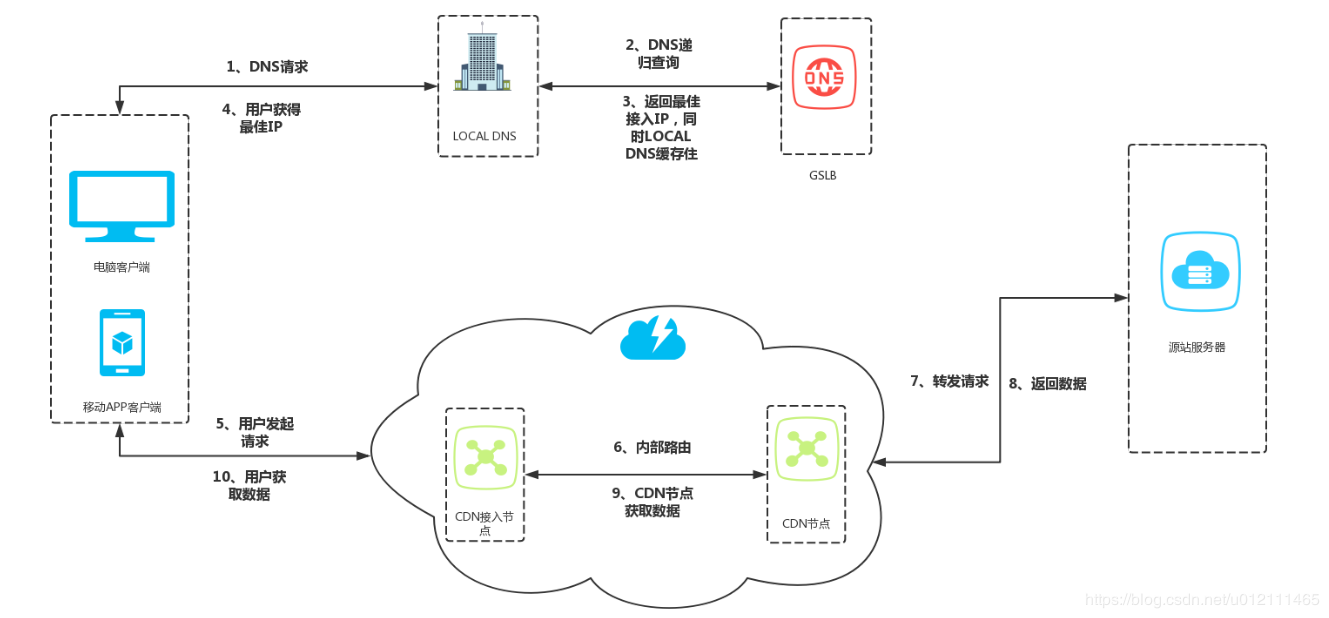 1、DNS请求
4、用户获得
最佳IP
LOCAL DNS
2、DNS递
归查询
3、返回最佳
接入IP，同
时LOCAL
DNS缓存住
DNS
GSLB
电脑客户端
移动APP客户端
源站服务器
5、用户发起
请求
10、用户获
取数据
CDN接入节
点
6、内部路由
9、CDN节点
获取数据
CDN节点
7、转发请求
8、返回数据
https://blog.csdn.net/u012111465